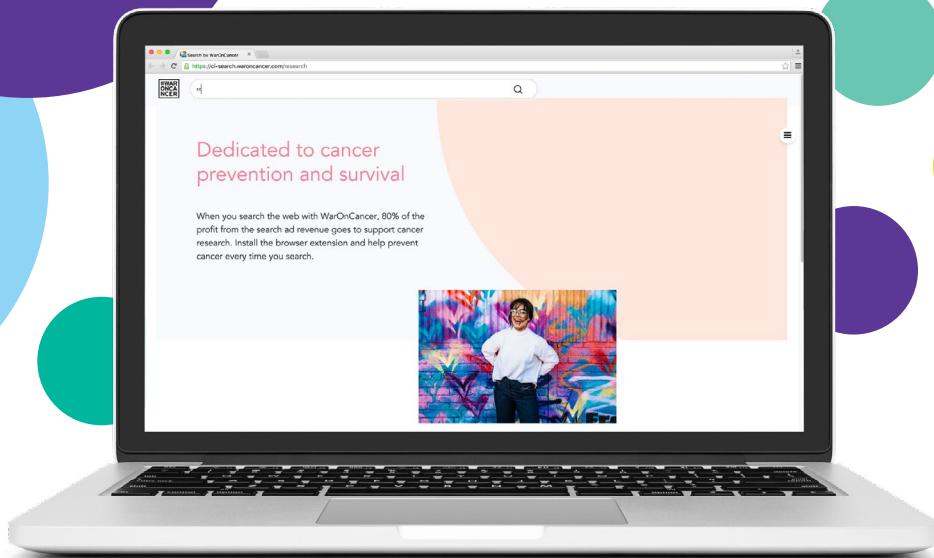 Search by WarOnCancer
https://cl-search.waroncancer.com/research
#WAR
ONCA
NCER
Dedicated to cancer
prevention and survival
When you search the web with WarOnCancer, 80% of the
profit from the search ad revenue goes to support cancer
research. Install the browser extension and help prevent
cancer every time you search.